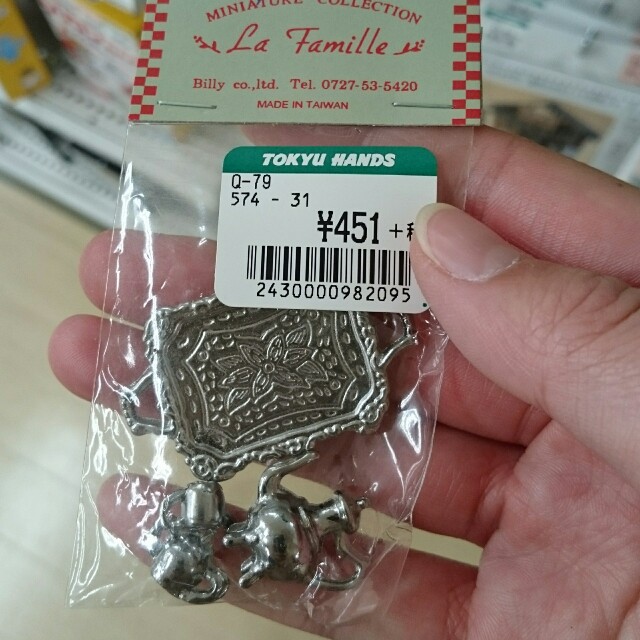 MINIATURE COLLECTION
La Famille
Billy co.,ltd. Tel. 0727-53-5420
MADE IN TAIWAN
TOKYU HANDS
Q-79
574 - 31
¥451 +
2430000982095